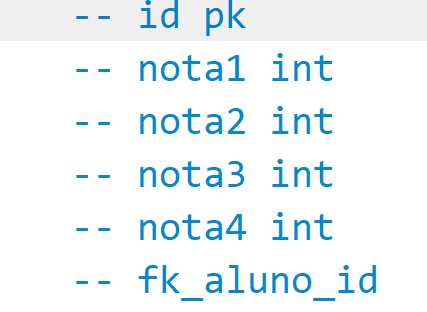 -- id pk
-- nota1 int
-- nota2 int
-- nota3 int
-- nota4 int
-- fk_aluno_id